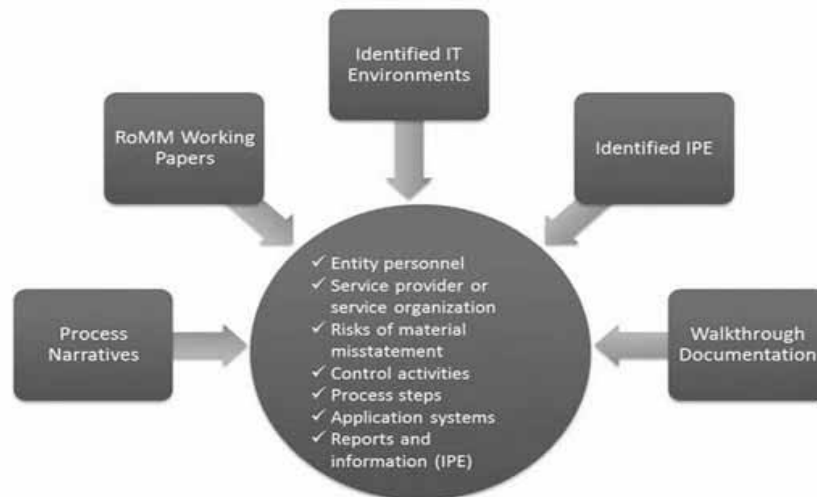 Identified IT
Environments
RoMM Working
Papers
Identified IPE
Process
Narratives
✓ Entity personnel
✓ Service provider or
service organization
✓ Risks of material
misstatement
✓ Control activities
✓ Process steps
✓ Application systems
✓ Reports and
information (IPE)
Walkthrough
Documentation